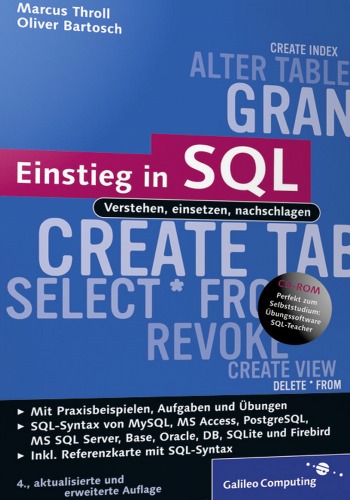 Marcus Throll
Oliver Bartosch
CREATE INDEX
ALTER TABLE
GRAN
Einstieg in SQL
Verstehen, einsetzen, nachschlagen
CREATE TAB
SELECT * FRO
CD-ROM
Perfekt zum
Selbststudium:
Übungssoftware
SQL-Teacher
REVOKE
CREATE VIEW
DELETE * FROM
Mit Praxisbeispielen, Aufgaben und Übungen
SQL-Syntax von MySQL, MS Access, PostgreSQL,
MS SQL Server, Base, Oracle, DB, SQLite und Firebird
Inkl. Referenzkarte mit SQL-Syntax
4., aktualisierte und
erweiterte Auflage
Galileo Computing